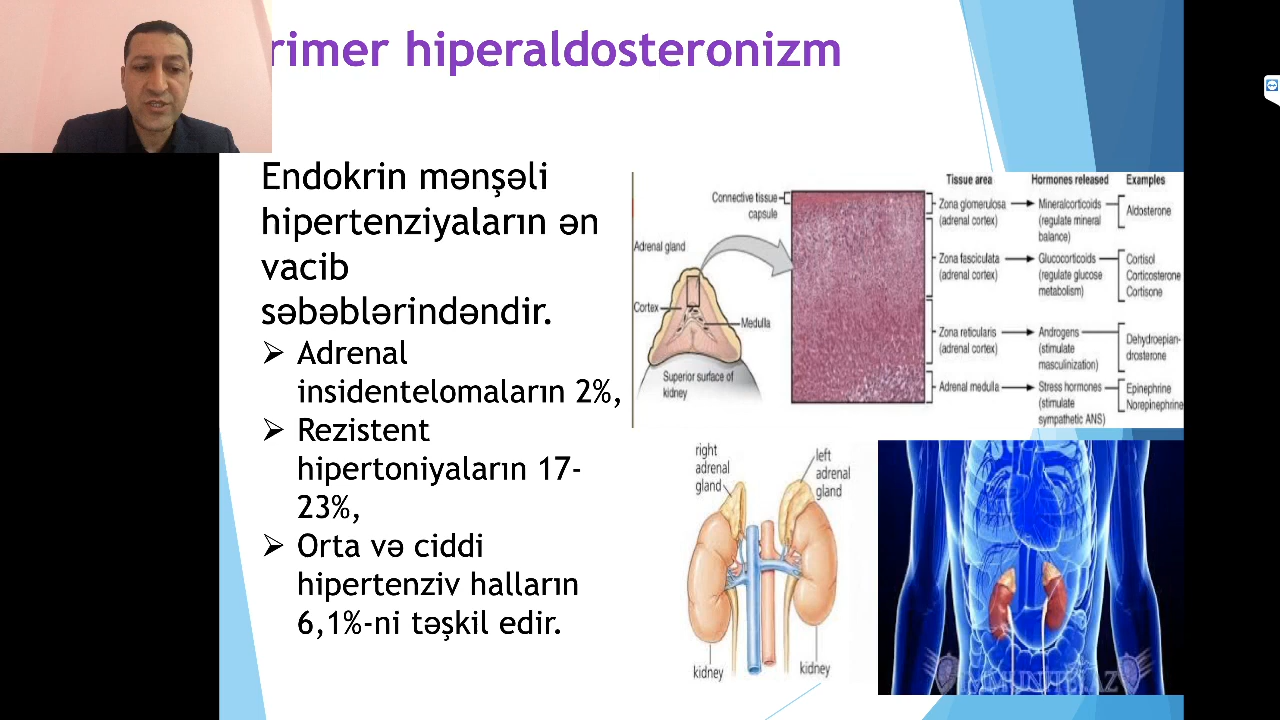 rimer hiperaldosteronizm
Endokrin mənşəli
hipertenziyaların ən
vacib
səbəblərindəndir.
➢ Adrenal
insidentelomaların 2%,
➢ Rezistent
hipertoniyaların 17-
23%,
➢ Orta və ciddi
hipertenziv halların
6,1%-ni təşkil edir.
Tissue area Hormones released Examples
Connective tissue
capsule
Adrenal gland
Cortex
Medulla
Superior surface of
kidney
Zona glomerulosa
(adrenal cortex)
Mineralcorticoids
(regulate mineral
balance)
Aldosterone
Zona fasciculata
(adrenal cortex)
Glucocorticoids
(regulate glucose
metabolism)
Cortisol
Corticosterone
Cortisone
Zona reticularis
(adrenal cortex)
Androgens
(stimulate
masculinization)
Dehydroepian-
drosterone
Adrenal medulla
Stress hormones
(stimulate
sympathetic ANS)
Epinephrine
Norepinephrine
right
adrenal
gland
left
adrenal
gland
kidney
kidney